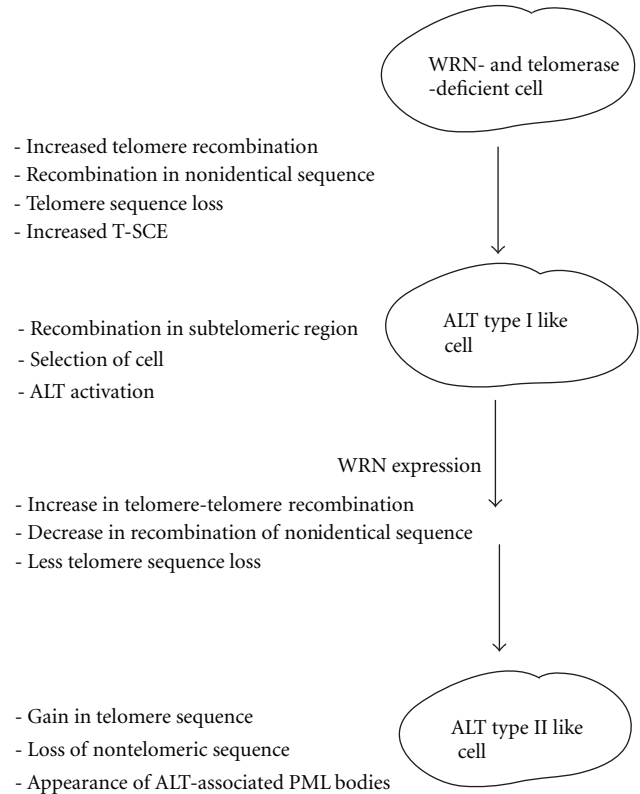 WRN- and telomerase
-deficient cell
- Increased telomere recombination
- Recombination in nonidentical sequence
- Telomere sequence loss
- Increased T-SCE
ALT type I like
cell
- Recombination in subtelomeric region
- Selection of cell
- ALT activation
WRN expression
- Increase in telomere-telomere recombination
- Decrease in recombination of nonidentical sequence
- Less telomere sequence loss
ALT type II like
cell
- Gain in telomere sequence
- Loss of nontelomeric sequence
- Appearance of ALT-associated PML bodies